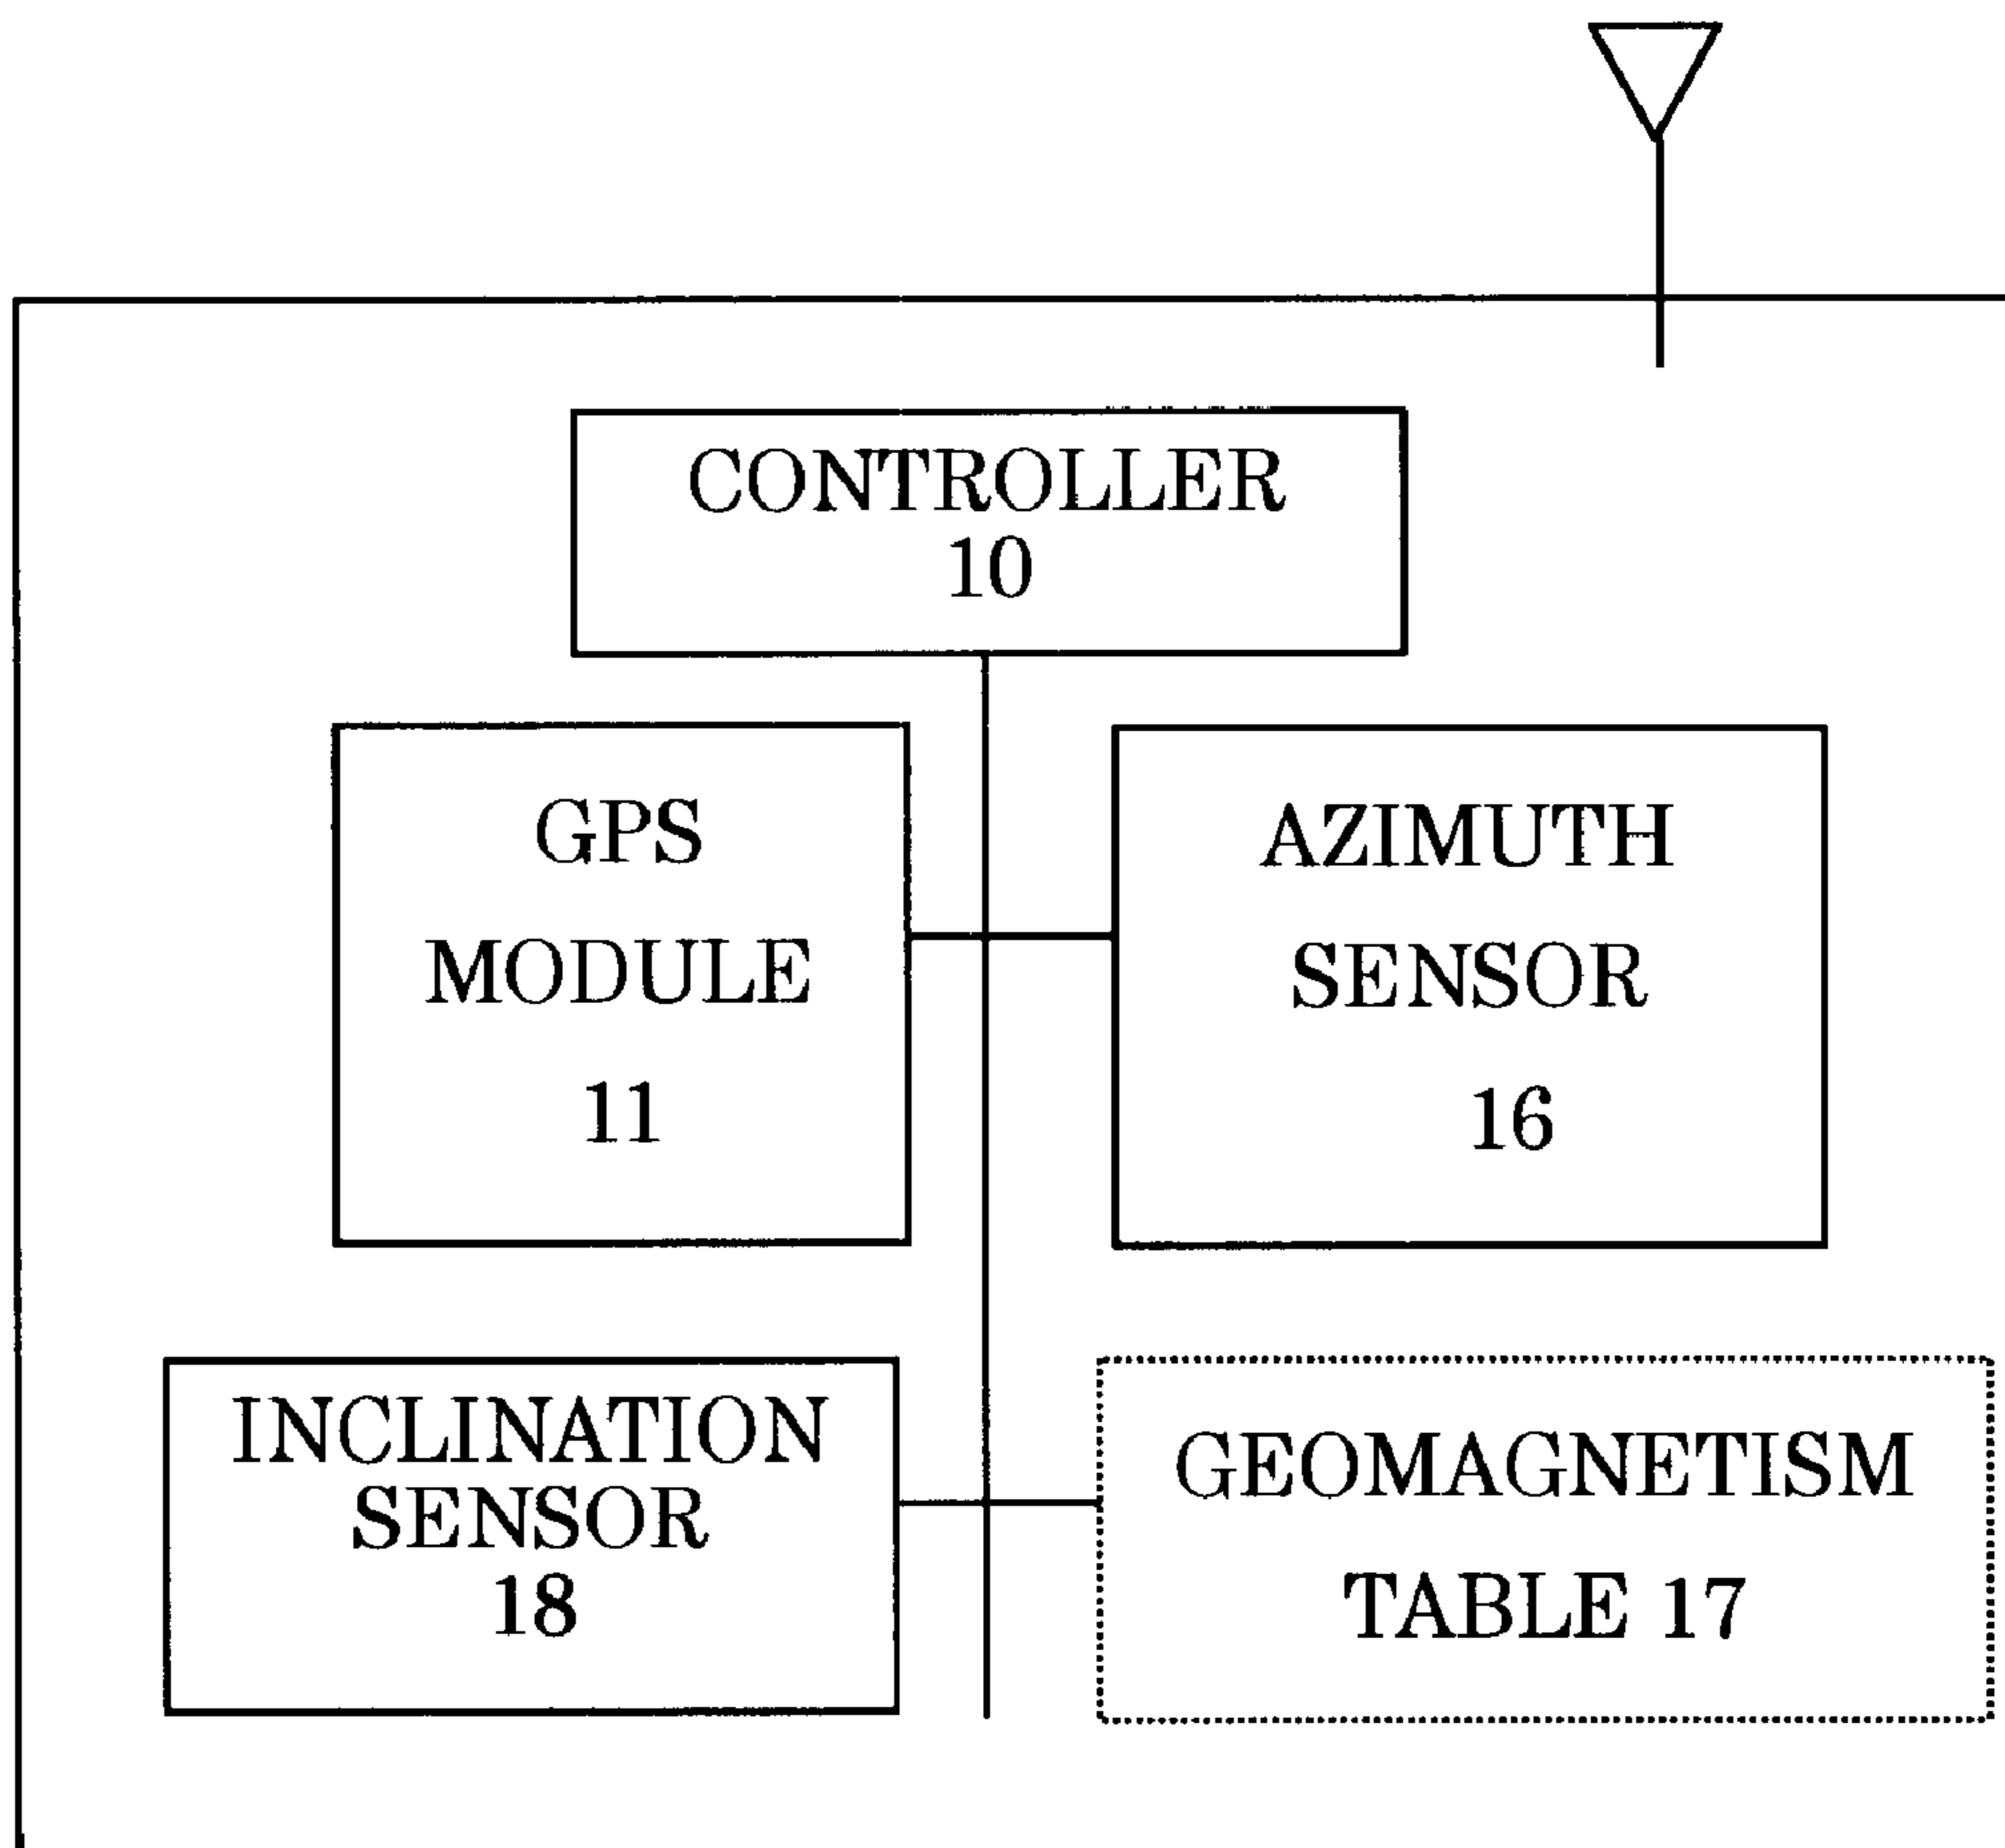 CONTROLLER
10
GPS
MODULE
11
AZIMUTH
SENSOR
16
INCLINATION
SENSOR
18
GEOMAGNETISM
TABLE 17